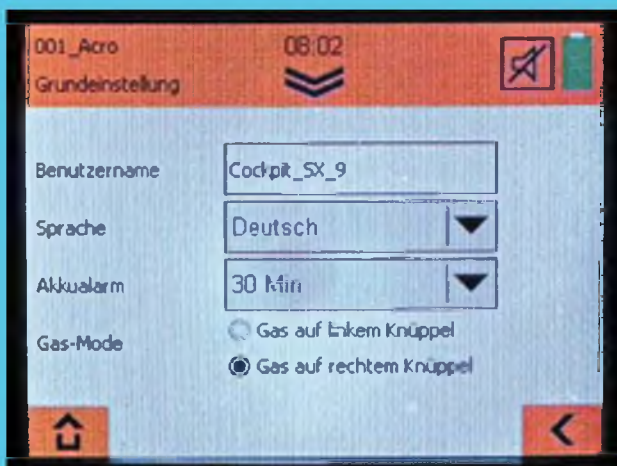 001_Acro
08:02
Grundeinstellung
Benutzername
Cockpit_SX_9
Sprache
Deutsch
Akkualarm
30 Min
Gas-Mode
Gas auf linkem Knüppel
Gas auf rechtem Knüppel